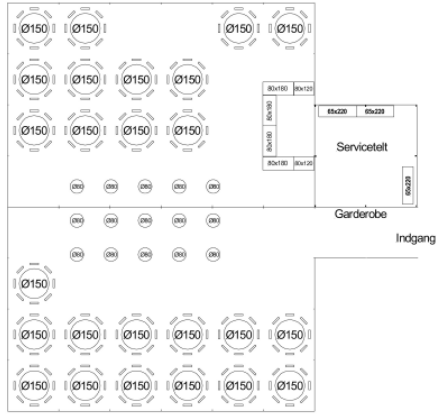 Ø150 Ø150 Ø150 Ø150
Ø150 Ø150 Ø150 Ø150
80x180 80x120
80x180
65x220 65x220
Ø150 Ø150 Ø150 Ø150
80x180
Servicetelt
80x180 80x120
Ø80 Ø80 Ø80 Ø80 Ø80
65x220
Garderobe
Ø80 Ø80 Ø80 Ø80 Ø80
Indgang
Ø80 Ø80 Ø80 Ø80 Ø80
Ø150
Ø150 Ø150 Ø150 Ø150 Ø150 Ø150
Ø150 Ø150 Ø150 Ø150 Ø150 Ø150